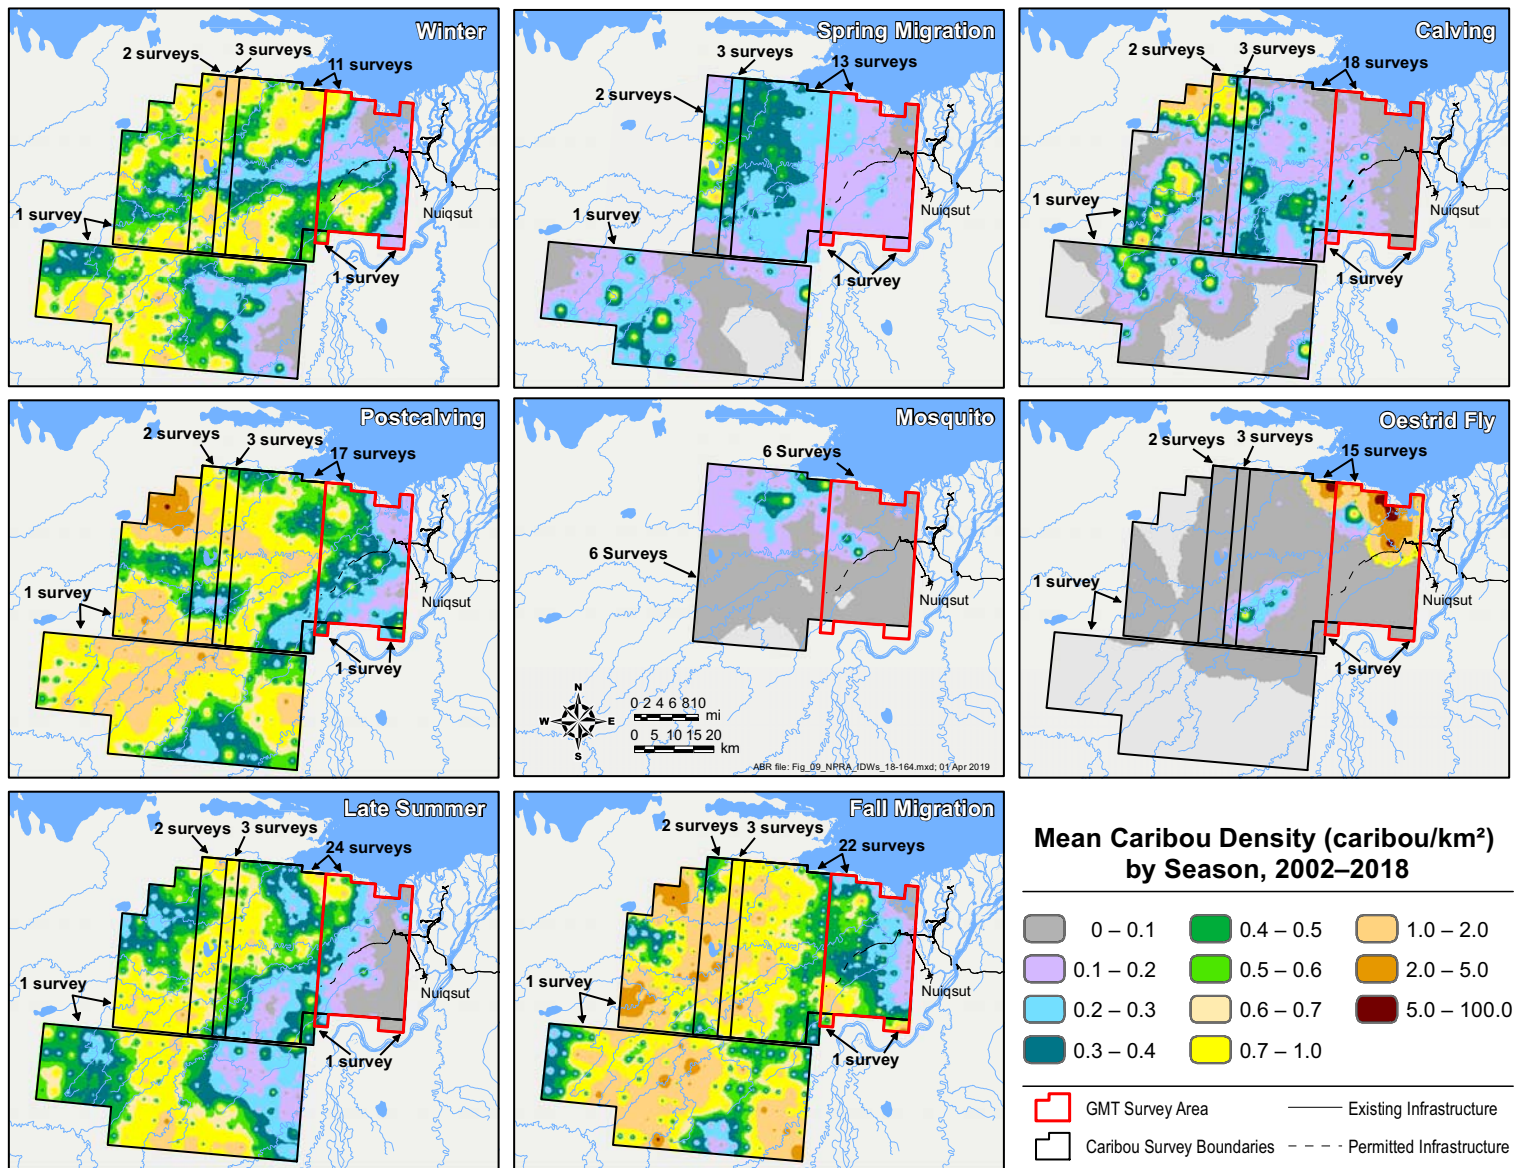 Winter
2 surveys
3 surveys
11 surveys
1 survey
Nuiqsut
1 survey
Spring Migration
3 surveys
13 surveys
2 surveys
1 survey
Nuiqsut
1 survey
Calving
2 surveys
3 surveys
18 surveys
1 survey
Nuiqsut
1 survey
Postcalving
2 surveys
3 surveys
17 surveys
1 survey
Nuiqsut
1 survey
Mosquito
6 Surveys
6 Surveys
Nuiqsut
N
W E
S
0 2 4 6 8 10
mi
0 5 10 15 20
km
ABR file: Fig_09_NPRA_IDWs_18-164.mxd; 01 Apr 2019
Oestrid Fly
2 surveys
3 surveys
15 surveys
1 survey
Nuiqsut
1 survey
Late Summer
2 surveys
3 surveys
24 surveys
1 survey
Nuiqsut
1 survey
Fall Migration
2 surveys
3 surveys
22 surveys
1 survey
Nuiqsut
1 survey
Mean Caribou Density (caribou/km²)
by Season, 2002–2018
0 – 0.1
0.4 – 0.5
1.0 – 2.0
0.1 – 0.2
0.5 – 0.6
2.0 – 5.0
0.2 – 0.3
0.6 – 0.7
5.0 – 100.0
0.3 – 0.4
0.7 – 1.0
GMT Survey Area
Existing Infrastructure
Caribou Survey Boundaries
Permitted Infrastructure